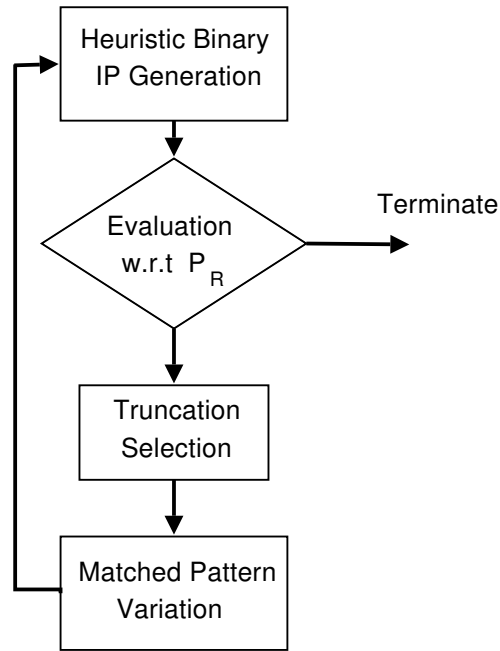 Heuristic Binary
IP Generation
Evaluation
w.r.t P_R
Terminate
Truncation
Selection
Matched Pattern
Variation